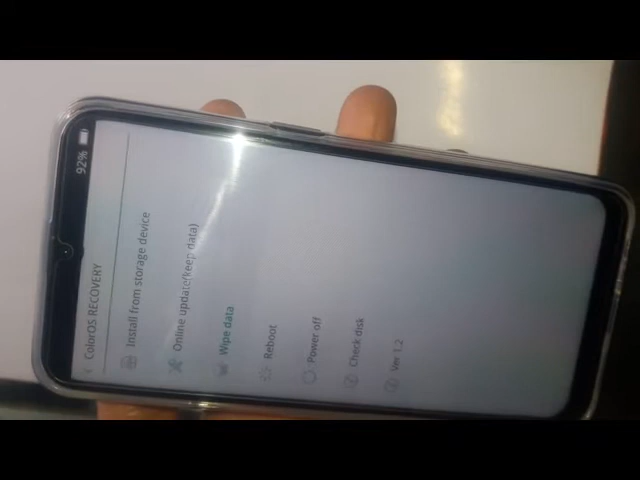 92%
ColorOS RECOVERY
Install from storage device
Online update(keep data)
Wipe data
Reboot
Power off
Check disk
Ver 1.2